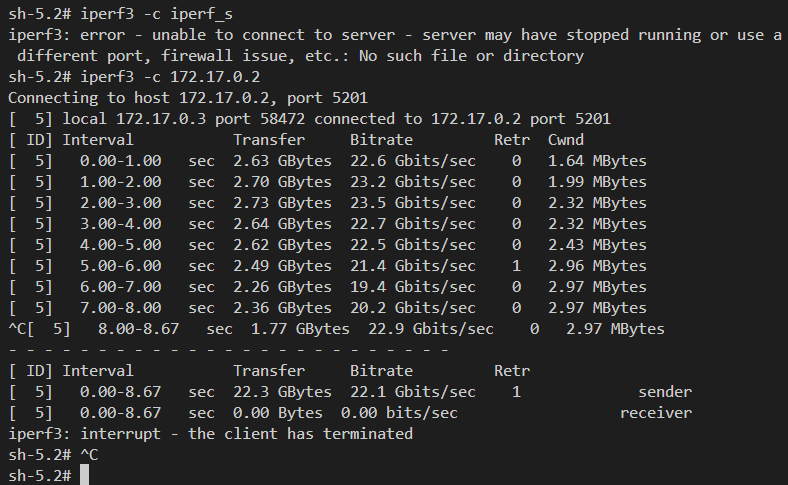 sh-5.2# iperf3 -c iperf_s
iperf3: error - unable to connect to server - server may have stopped running or use a
 different port, firewall issue, etc.: No such file or directory
sh-5.2# iperf3 -c 172.17.0.2
Connecting to host 172.17.0.2, port 5201
[  5] local 172.17.0.3 port 58472 connected to 172.17.0.2 port 5201
[ ID] Interval           Transfer     Bitrate         Retr  Cwnd
[  5]   0.00-1.00   sec  2.63 GBytes  22.6 Gbits/sec    0   1.64 MBytes
[  5]   1.00-2.00   sec  2.70 GBytes  23.2 Gbits/sec    0   1.99 MBytes
[  5]   2.00-3.00   sec  2.73 GBytes  23.5 Gbits/sec    0   2.32 MBytes
[  5]   3.00-4.00   sec  2.64 GBytes  22.7 Gbits/sec    0   2.32 MBytes
[  5]   4.00-5.00   sec  2.62 GBytes  22.5 Gbits/sec    0   2.43 MBytes
[  5]   5.00-6.00   sec  2.49 GBytes  21.4 Gbits/sec    1   2.96 MBytes
[  5]   6.00-7.00   sec  2.26 GBytes  19.4 Gbits/sec    0   2.97 MBytes
[  5]   7.00-8.00   sec  2.36 GBytes  20.2 Gbits/sec    0   2.97 MBytes
^C[  5]   8.00-8.67   sec  1.77 GBytes  22.9 Gbits/sec    0   2.97 MBytes
- - - - - - - - - - - - - - - - - - - - - - - - -
[ ID] Interval           Transfer     Bitrate         Retr
[  5]   0.00-8.67   sec  22.3 GBytes  22.1 Gbits/sec    1             sender
[  5]   0.00-8.67   sec  0.00 Bytes  0.00 bits/sec                  receiver
iperf3: interrupt - the client has terminated
sh-5.2# ^C
sh-5.2#